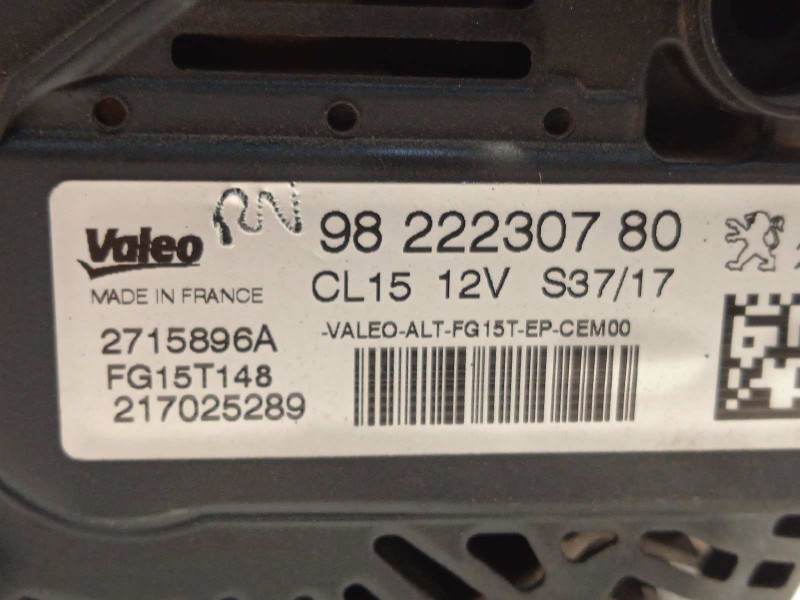 Valeo
MADE IN FRANCE
98 222307 80
CL15 12V S37/17
2715896A
FG15T148
217025289
-VALEO-ALT-FG15T-EP-CEM00